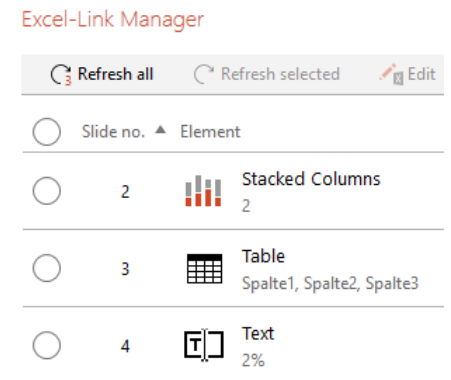 Excel-Link Manager
3 Refresh all Refresh selected Edit
Slide no. Element
2 Stacked Columns
2
3 Table
Spalte1, Spalte2, Spalte3
4 T Text
2%